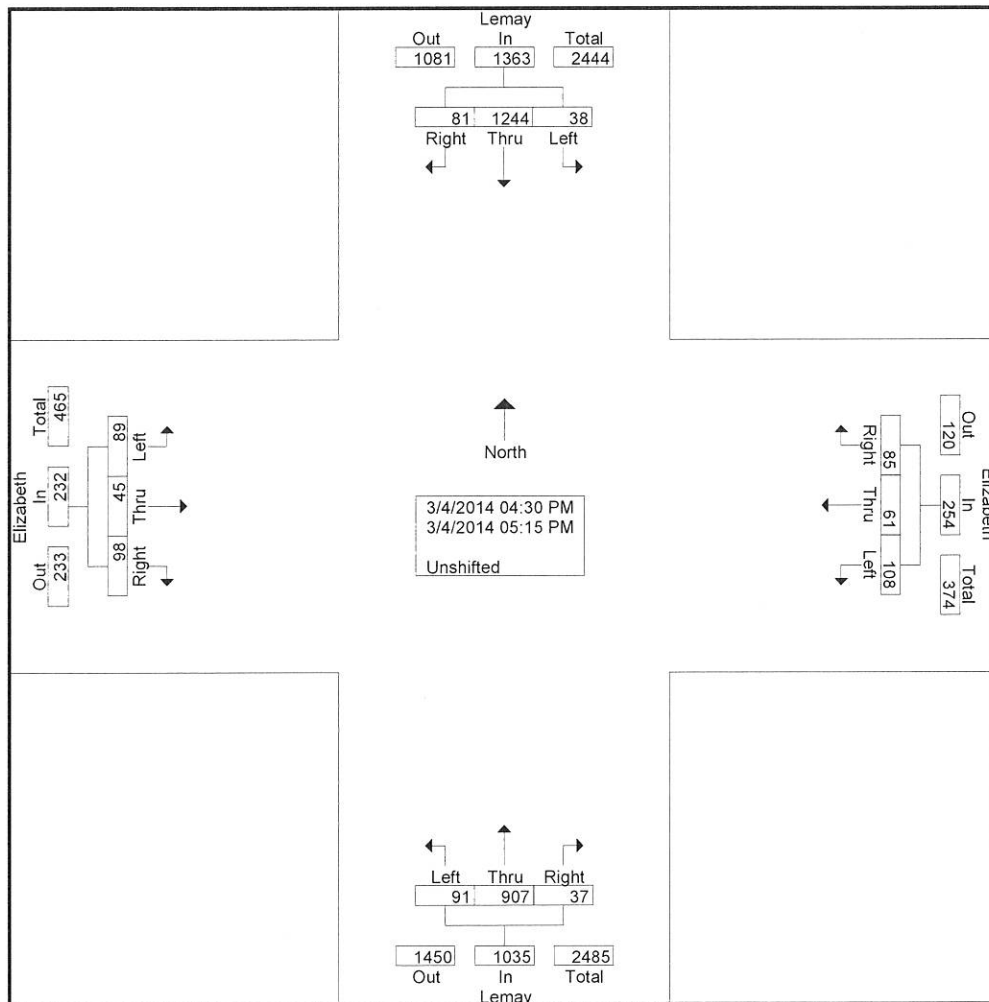 Lemay
Out In Total
1081 1363 2444
81 1244 38
Right Thru Left
Elizabeth
Total In Out
465 232 233
89 45 98
Left Thru Right
North
3/4/2014 04:30 PM
3/4/2014 05:15 PM
Unshifted
Right Thru Left
85 61 108
Out In Total
120 254 374
Elizabeth
Left Thru Right
91 907 37
1450 1035 2485
Out In Total
Lemay